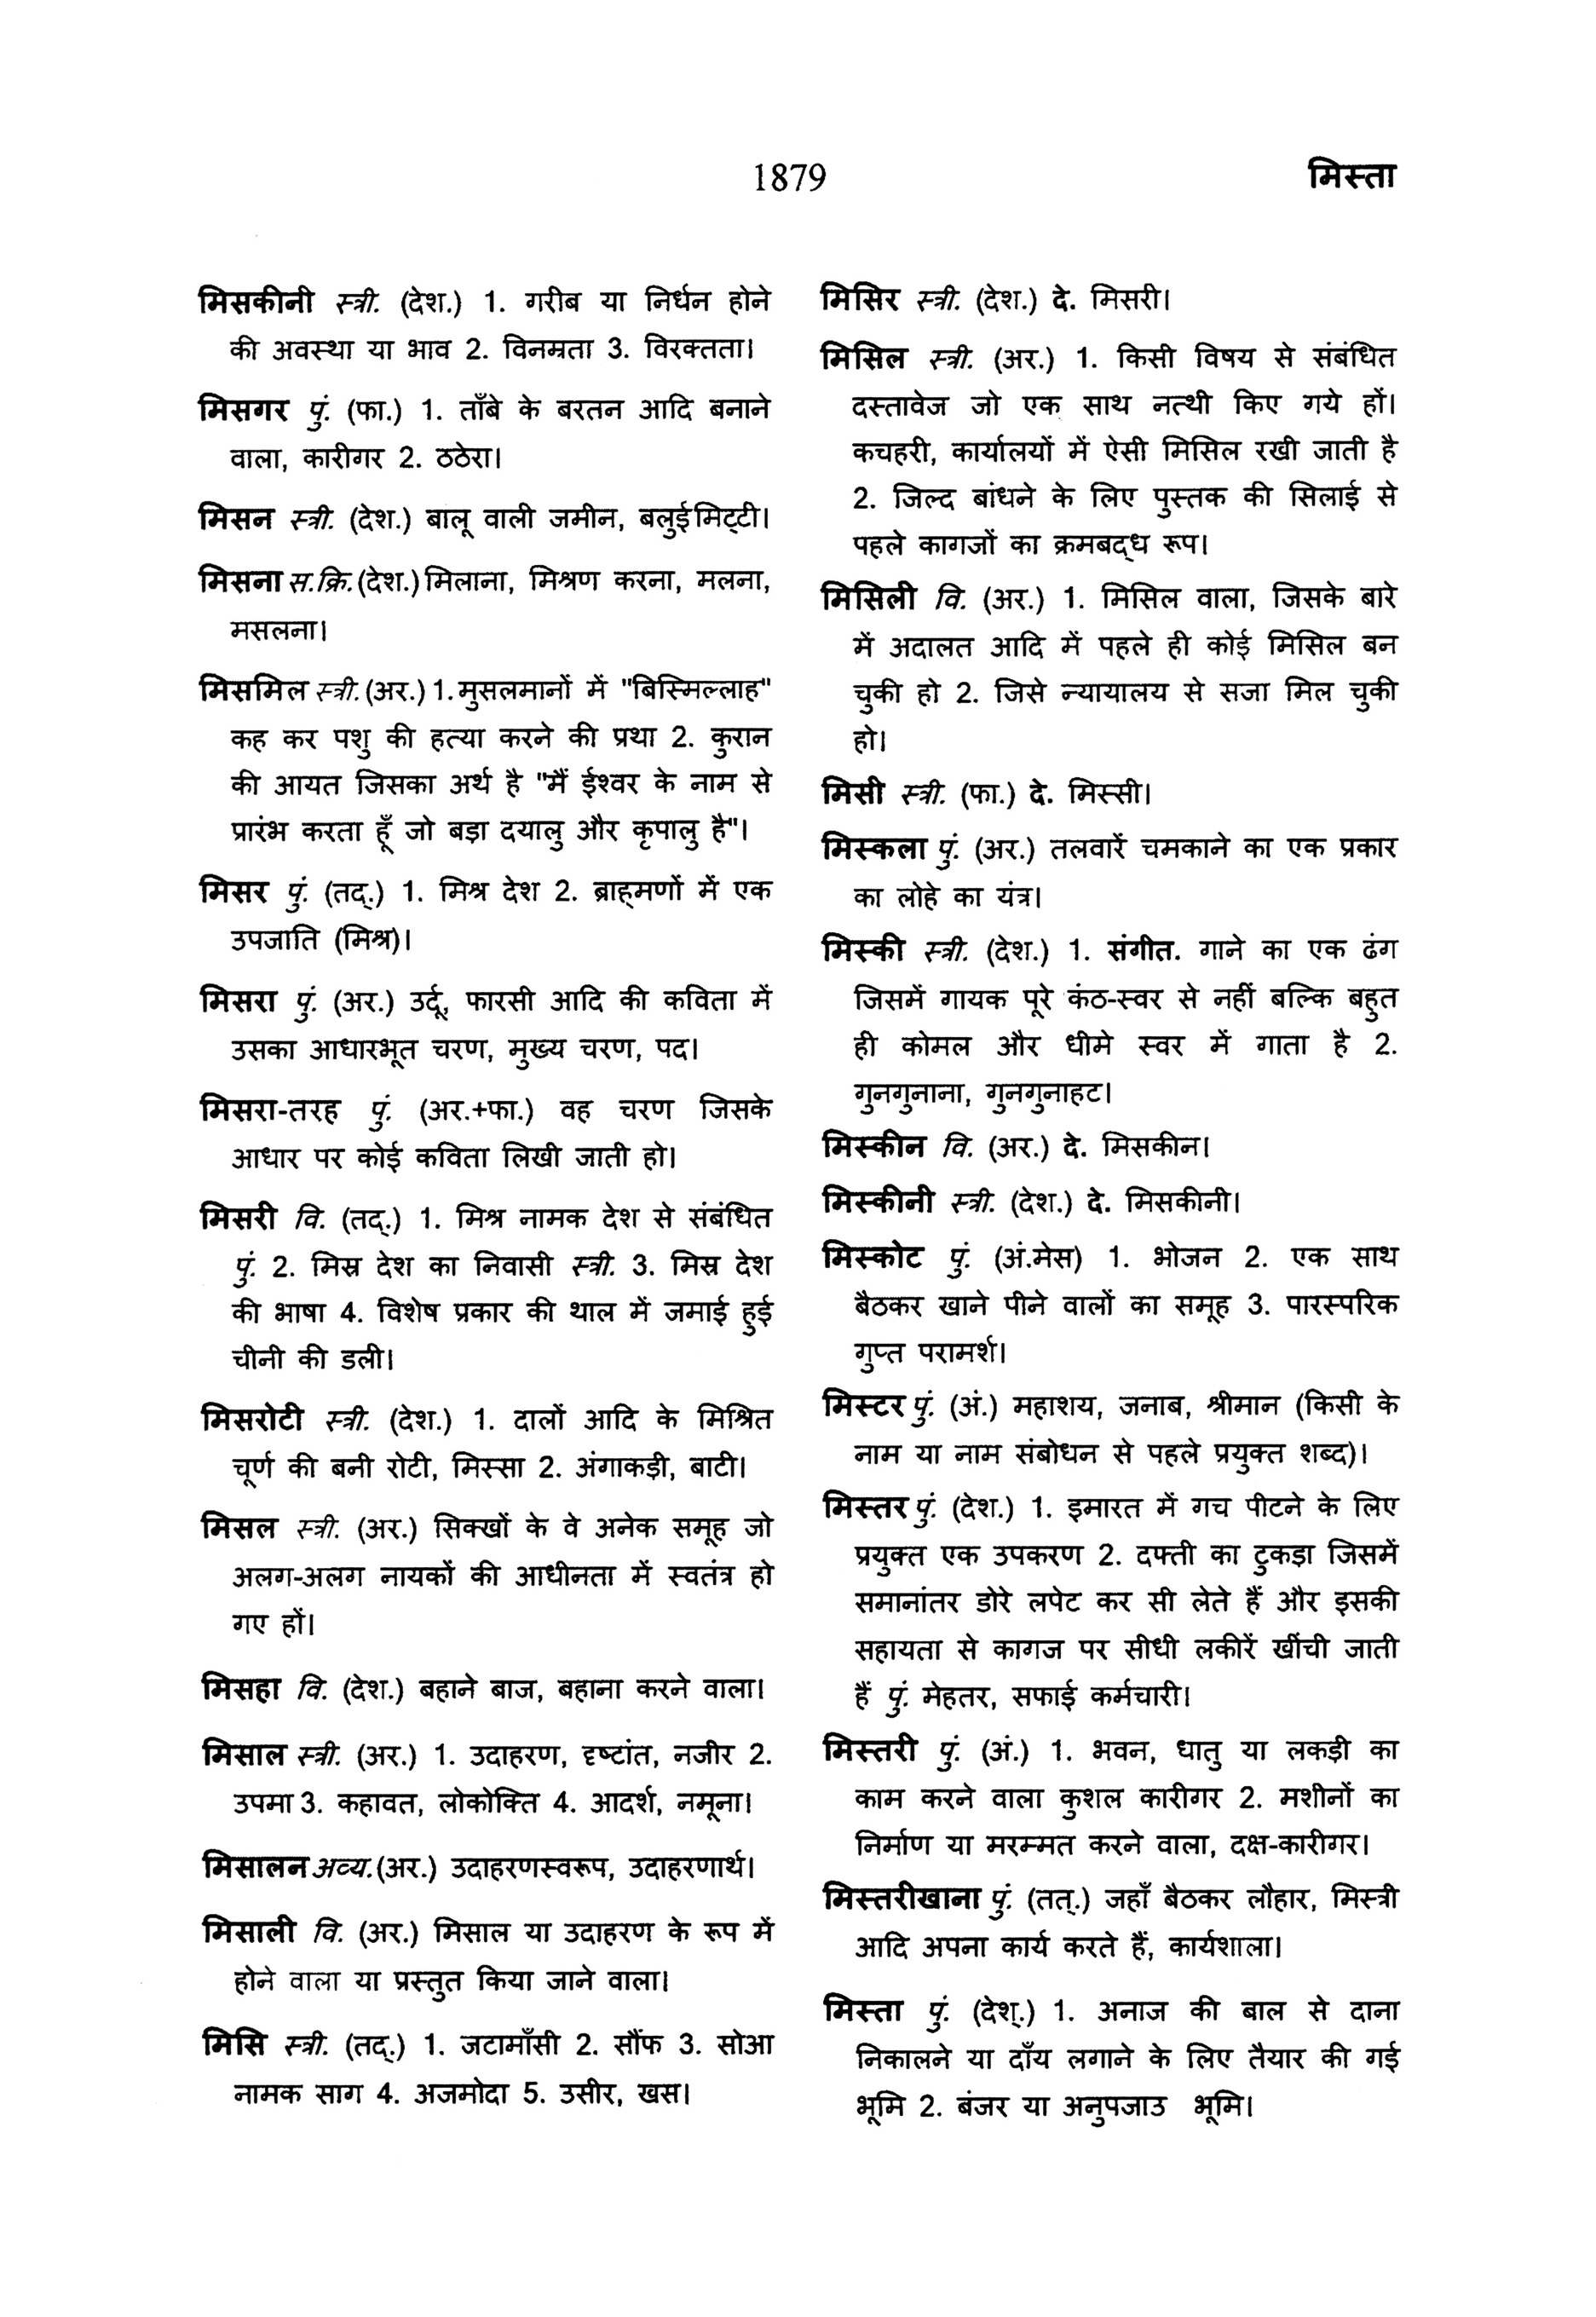 1879
मिस्ता
मिसकीनी स्त्री. (देश.) 1. गरीब या निर्धन होने
की अवस्था या भाव 2. विनम्रता 3. विरक्तता।
मिसगर पुं. (फा.) 1. ताँबे के बरतन आदि बनाने
वाला, कारीगर 2. ठठेरा।
मिसन स्त्री. (देश.) बालू वाली जमीन, बलुईमिट्टी।
मिसना स.क्रि.(देश.) मिलाना, मिश्रण करना, मलना,
मसलना।
मिसमिल स्त्री.(अर.) 1.मुसलमानों में "बिस्मिल्लाह"
कह कर पशु की हत्या करने की प्रथा 2. कुरान
की आयत जिसका अर्थ है "मैं ईश्वर के नाम से
प्रारंभ करता हूँ जो बड़ा दयालु और कृपालु है"।
मिसर पुं. (तद्.) 1. मिश्र देश 2. ब्राह्मणों में एक
उपजाति (मिश्र)।
मिसरा पुं. (अर.) उर्दू, फारसी आदि की कविता में
उसका आधारभूत चरण, मुख्य चरण, पद।
मिसरा-तरह पुं. (अर.+फा.) वह चरण जिसके
आधार पर कोई कविता लिखी जाती हो।
मिसरी वि. (तद्.) 1. मिश्र नामक देश से संबंधित
पुं. 2. मिस्र देश का निवासी स्त्री. 3. मिस्र देश
की भाषा 4. विशेष प्रकार की थाल में जमाई हुई
चीनी की डली।
मिसरोटी स्त्री. (देश.) 1. दालों आदि के मिश्रित
चूर्ण की बनी रोटी, मिस्सा 2. अंगाकड़ी, बाटी।
मिसल स्त्री. (अर.) सिक्खों के वे अनेक समूह जो
अलग-अलग नायकों की आधीनता में स्वतंत्र हो
गए हों।
मिसहा वि. (देश.) बहाने बाज, बहाना करने वाला।
मिसाल स्त्री. (अर.) 1. उदाहरण, दृष्टांत, नजीर 2.
उपमा 3. कहावत, लोकोक्ति 4. आदर्श, नमूना।
मिसालन अव्य.(अर.) उदाहरणस्वरूप, उदाहरणार्थ।
मिसाली वि. (अर.) मिसाल या उदाहरण के रूप में
होने वाला या प्रस्तुत किया जाने वाला।
मिसि स्त्री. (तद्.) 1. जटामाँसी 2. सौंफ 3. सोआ
नामक साग 4. अजमोदा 5. उसीर, खस।
मिसिर स्त्री. (देश.) दे. मिसरी।
मिसिल स्त्री. (अर.) 1. किसी विषय से संबंधित
दस्तावेज जो एक साथ नत्थी किए गये हों।
कचहरी, कार्यालयों में ऐसी मिसिल रखी जाती है
2. जिल्द बांधने के लिए पुस्तक की सिलाई से
पहले कागजों का क्रमबद्ध रूप।
मिसिली वि. (अर.) 1. मिसिल वाला, जिसके बारे
में अदालत आदि में पहले ही कोई मिसिल बन
चुकी हो 2. जिसे न्यायालय से सजा मिल चुकी
हो।
मिसी स्त्री. (फा.) दे. मिस्सी।
मिस्कला पुं. (अर.) तलवारें चमकाने का एक प्रकार
का लोहे का यंत्र।
मिस्की स्त्री. (देश.) 1. संगीत. गाने का एक ढंग
जिसमें गायक पूरे कंठ-स्वर से नहीं बल्कि बहुत
ही कोमल और धीमे स्वर में गाता है 2.
गुनगुनाना, गुनगुनाहट।
मिस्कीन वि. (अर.) दे. मिसकीन।
मिस्कीनी स्त्री. (देश.) दे. मिसकीनी।
मिस्कोट पुं. (अं.मेस) 1. भोजन 2. एक साथ
बैठकर खाने पीने वालों का समूह 3. पारस्परिक
गुप्त परामर्श।
मिस्टर पुं. (अं.) महाशय, जनाब, श्रीमान (किसी के
नाम या नाम संबोधन से पहले प्रयुक्त शब्द)।
मिस्तर पुं. (देश.) 1. इमारत में गच पीटने के लिए
प्रयुक्त एक उपकरण 2. दफ्ती का टुकड़ा जिसमें
समानांतर डोरे लपेट कर सी लेते हैं और इसकी
सहायता से कागज पर सीधी लकीरें खींची जाती
हैं पुं. मेहतर, सफाई कर्मचारी।
मिस्तरी पुं. (अं.) 1. भवन, धातु या लकड़ी का
काम करने वाला कुशल कारीगर 2. मशीनों का
निर्माण या मरम्मत करने वाला, दक्ष-कारीगर।
मिस्तरीखाना पुं. (तत्.) जहाँ बैठकर लौहार, मिस्त्री
आदि अपना कार्य करते हैं, कार्यशाला।
मिस्ता पुं. (देश्.) 1. अनाज की बाल से दाना
निकालने या दाँय लगाने के लिए तैयार की गई
भूमि 2. बंजर या अनुपजाउ भूमि।